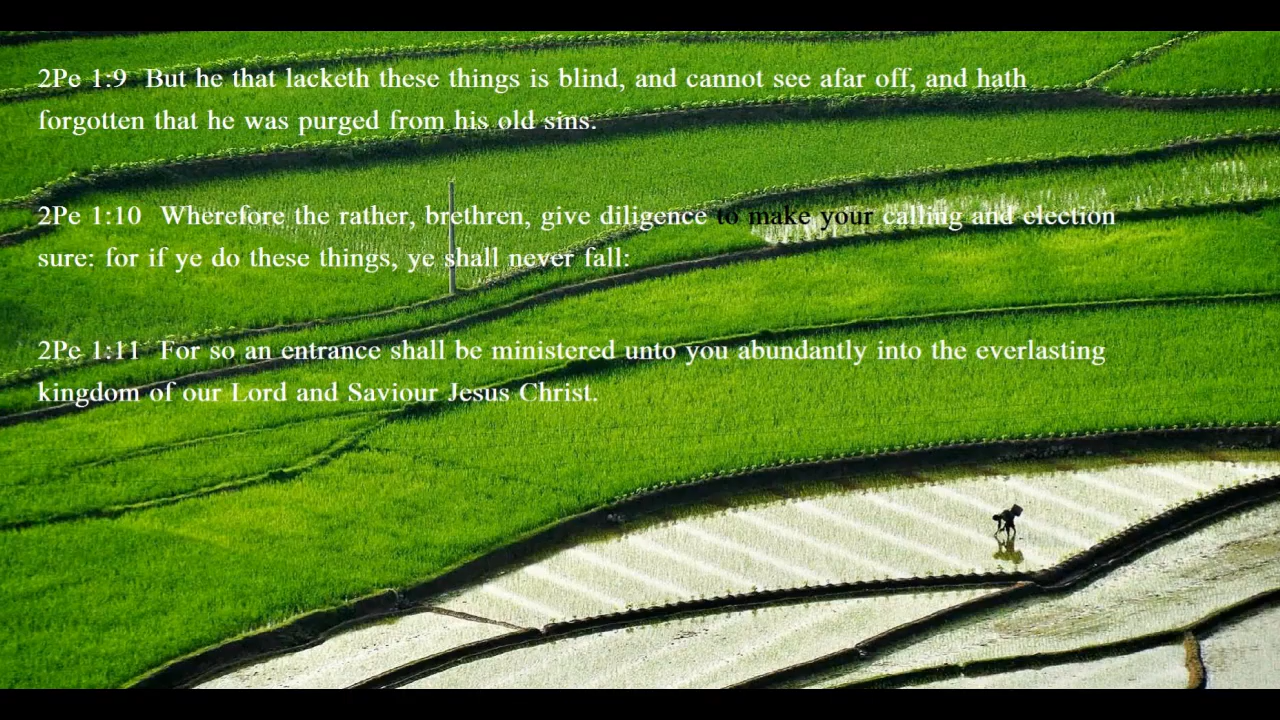 2Pe 1:9  But he that lacketh these things is blind, and cannot see afar off, and hath
forgotten that he was purged from his old sins.
2Pe 1:10  Wherefore the rather, brethren, give diligence to make your calling and election
sure: for if ye do these things, ye shall never fall:
2Pe 1:11  For so an entrance shall be ministered unto you abundantly into the everlasting
kingdom of our Lord and Saviour Jesus Christ.